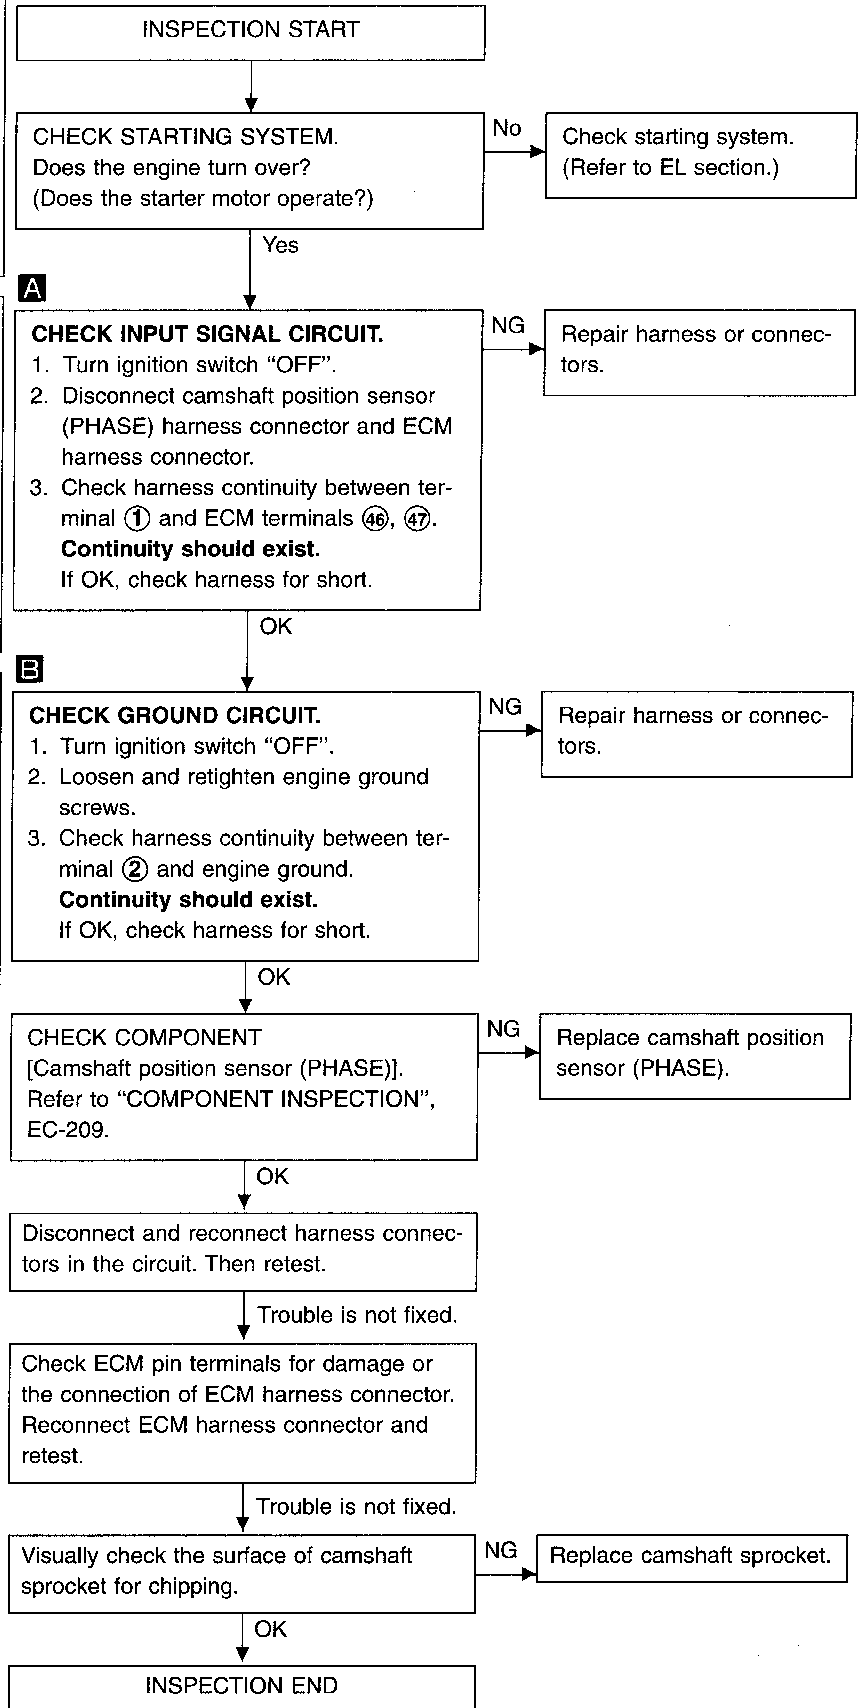 INSPECTION START
CHECK STARTING SYSTEM.
Does the engine turn over?
(Does the starter motor operate?)
No
Check starting system.
(Refer to EL section.)
Yes
A
CHECK INPUT SIGNAL CIRCUIT.
1. Turn ignition switch “OFF”.
2. Disconnect camshaft position sensor
(PHASE) harness connector and ECM
harness connector.
3. Check harness continuity between ter-
minal ① and ECM terminals ㊻, ㊼.
Continuity should exist.
If OK, check harness for short.
NG
Repair harness or connec-
tors.
OK
B
CHECK GROUND CIRCUIT.
1. Turn ignition switch “OFF”.
2. Loosen and retighten engine ground
screws.
3. Check harness continuity between ter-
minal ② and engine ground.
Continuity should exist.
If OK, check harness for short.
NG
Repair harness or connec-
tors.
OK
CHECK COMPONENT
[Camshaft position sensor (PHASE)].
Refer to “COMPONENT INSPECTION”,
EC-209.
NG
Replace camshaft position
sensor (PHASE).
OK
Disconnect and reconnect harness connec-
tors in the circuit. Then retest.
Trouble is not fixed.
Check ECM pin terminals for damage or
the connection of ECM harness connector.
Reconnect ECM harness connector and
retest.
Trouble is not fixed.
Visually check the surface of camshaft
sprocket for chipping.
NG
Replace camshaft sprocket.
OK
INSPECTION END